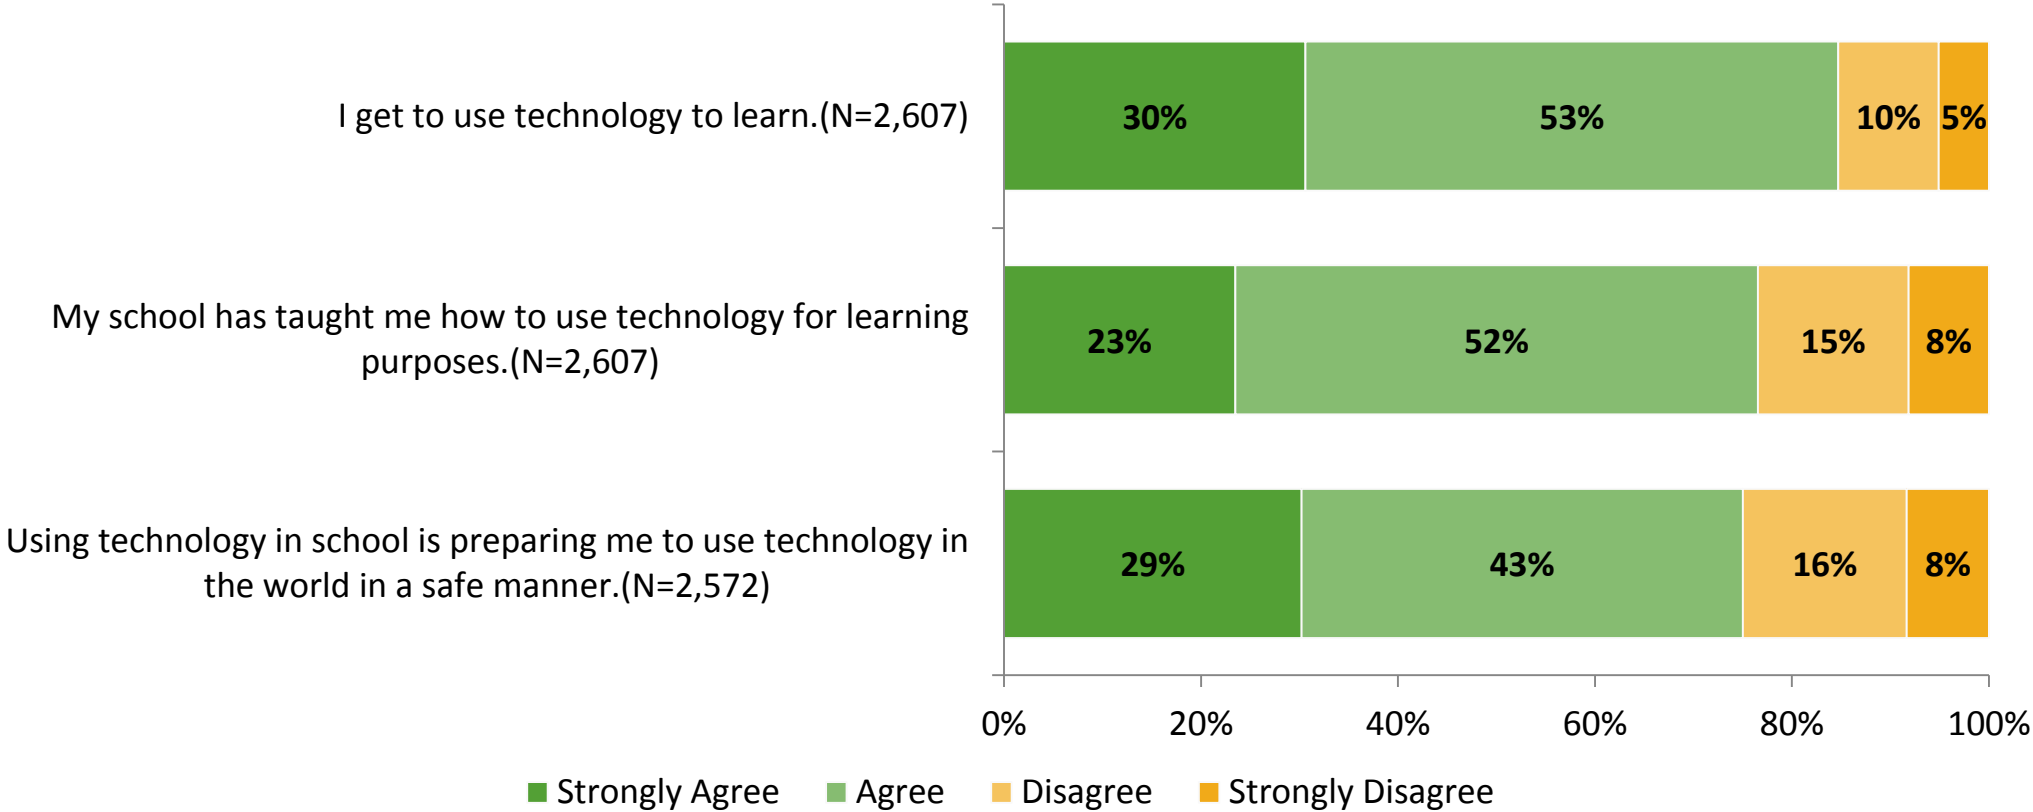 I get to use technology to learn.(N=2,607)
30% 53% 10% 5%
My school has taught me how to use technology for learning
purposes.(N=2,607)
23% 52% 15% 8%
Using technology in school is preparing me to use technology in
the world in a safe manner.(N=2,572)
29% 43% 16% 8%
0% 20% 40% 60% 80% 100%
Strongly Agree Agree Disagree Strongly Disagree